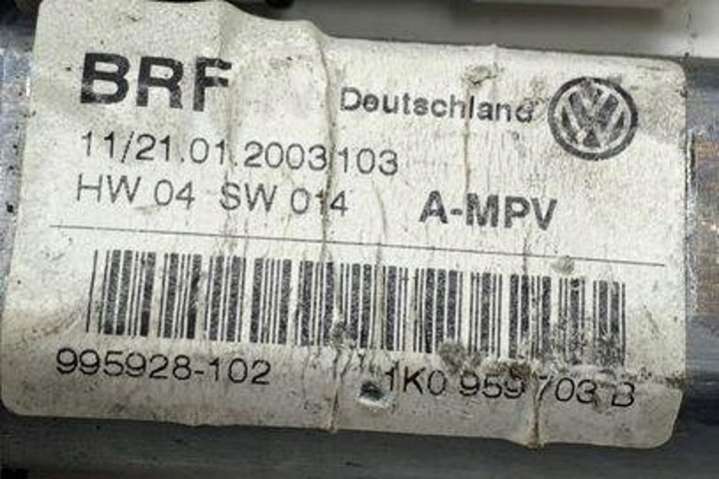 BRF Deutschland
11/21.01.2003 103
HW 04 SW 014 A-MPV
995928-102 1K0 959 703 B